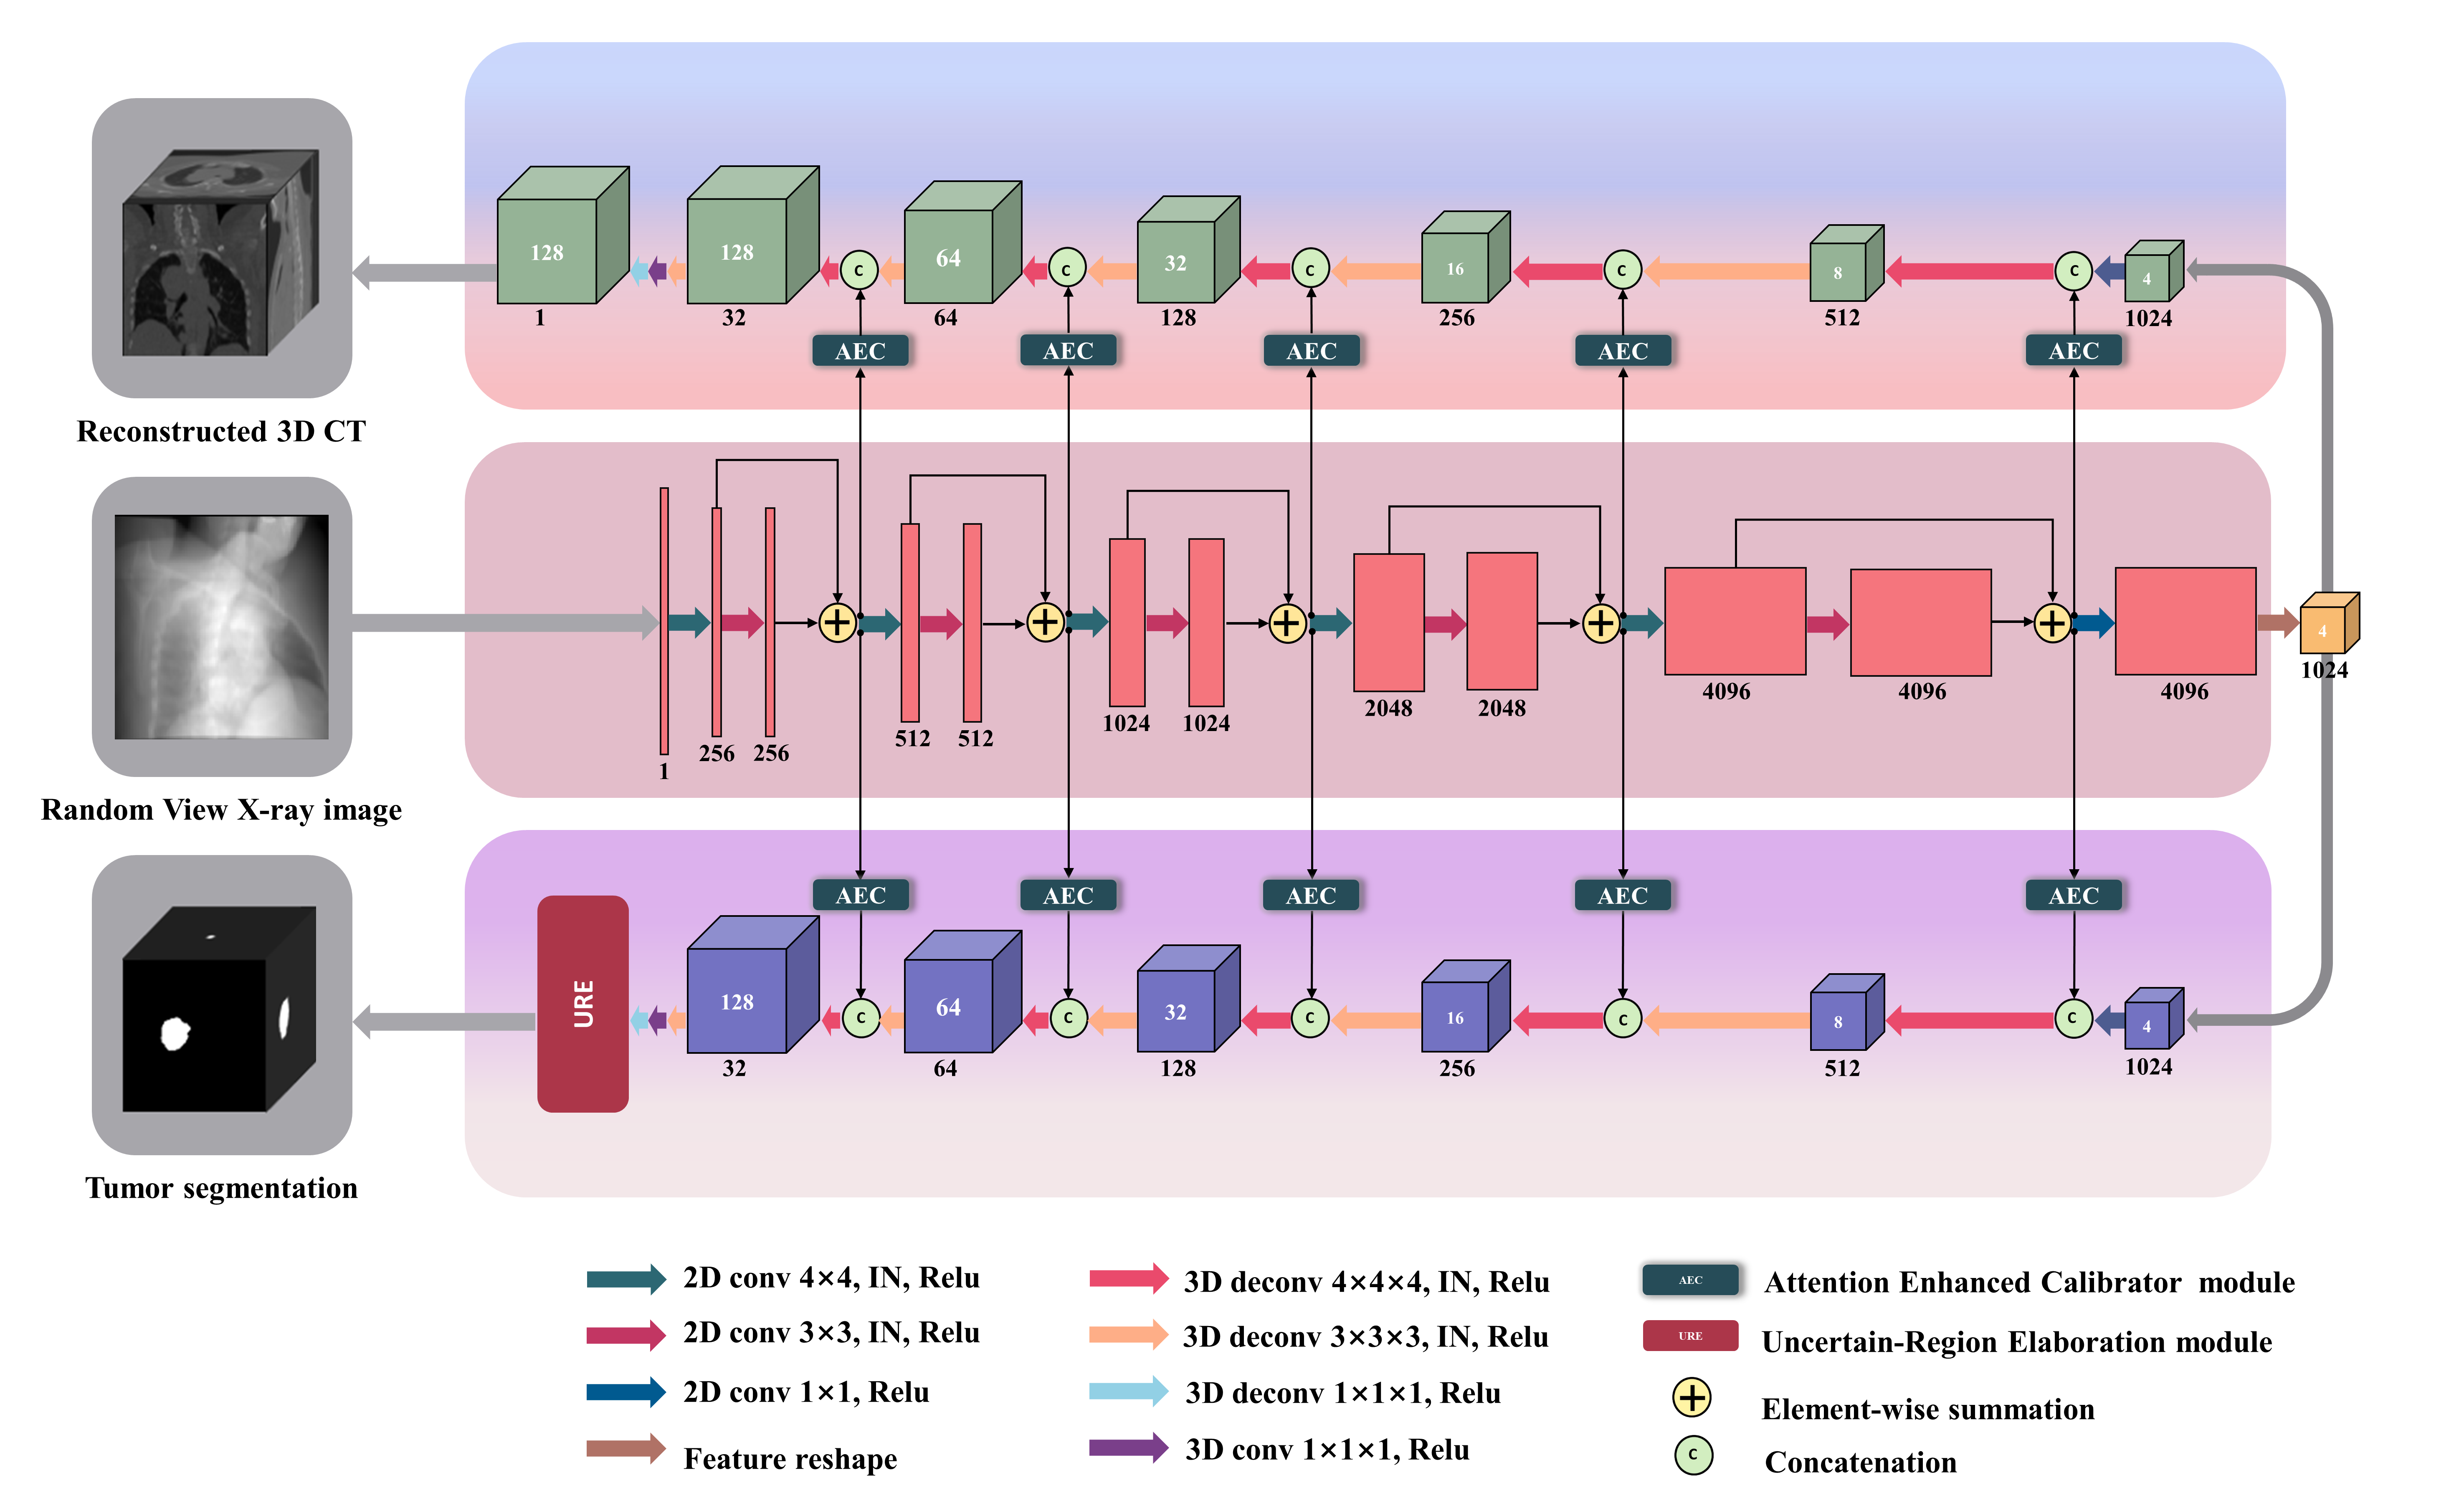 128
128
64
32
16
8
4
C
C
C
C
C
1
32
64
128
256
512
1024
AEC
AEC
AEC
AEC
AEC
Reconstructed 3D CT
1
256
256
512
512
1024
1024
2048
2048
4096
4096
4096
4
1024
Random View X-ray image
AEC
AEC
AEC
AEC
AEC
URE
128
64
32
16
8
4
C
C
C
C
C
32
64
128
256
512
1024
Tumor segmentation
2D conv 4×4, IN, Relu
2D conv 3×3, IN, Relu
2D conv 1×1, Relu
Feature reshape
3D deconv 4×4×4, IN, Relu
3D deconv 3×3×3, IN, Relu
3D deconv 1×1×1, Relu
3D conv 1×1×1, Relu
AEC Attention Enhanced Calibrator module
URE Uncertain-Region Elaboration module
Element-wise summation
C Concatenation